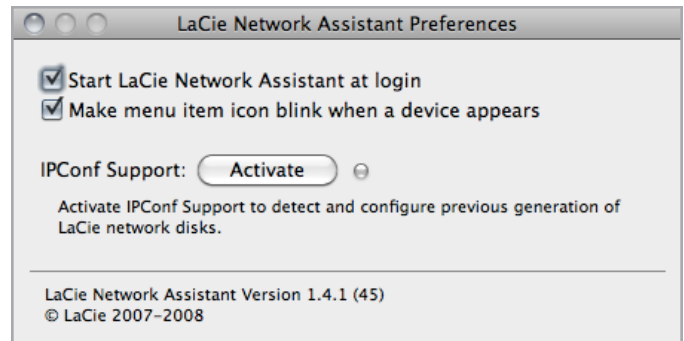 LaCie Network Assistant Preferences
Start LaCie Network Assistant at login
Make menu item icon blink when a device appears
IPConf Support: Activate
Activate IPConf Support to detect and configure previous generation of
LaCie network disks.
LaCie Network Assistant Version 1.4.1 (45)
© LaCie 2007–2008